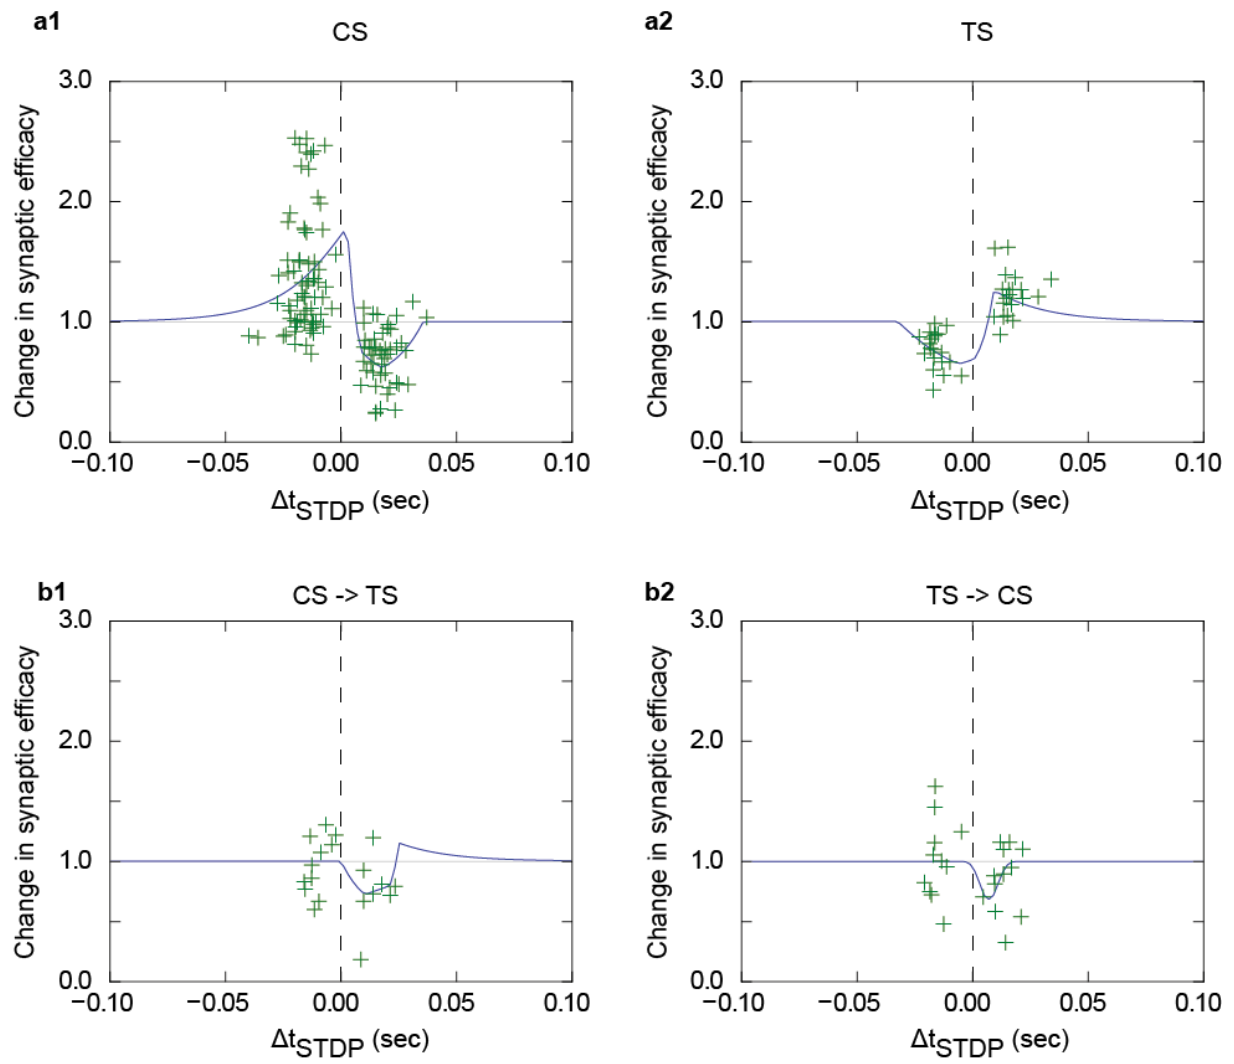 a1 CS
a2 TS
3.0
2.0
1.0
0.0
Change in synaptic efficacy
−0.10 −0.05 0.00 0.05 0.10
ΔtSTDP (sec)
3.0
2.0
1.0
0.0
Change in synaptic efficacy
−0.10 −0.05 0.00 0.05 0.10
ΔtSTDP (sec)
b1 CS -> TS
b2 TS -> CS
3.0
2.0
1.0
0.0
Change in synaptic efficacy
−0.10 −0.05 0.00 0.05 0.10
ΔtSTDP (sec)
3.0
2.0
1.0
0.0
Change in synaptic efficacy
−0.10 −0.05 0.00 0.05 0.10
ΔtSTDP (sec)